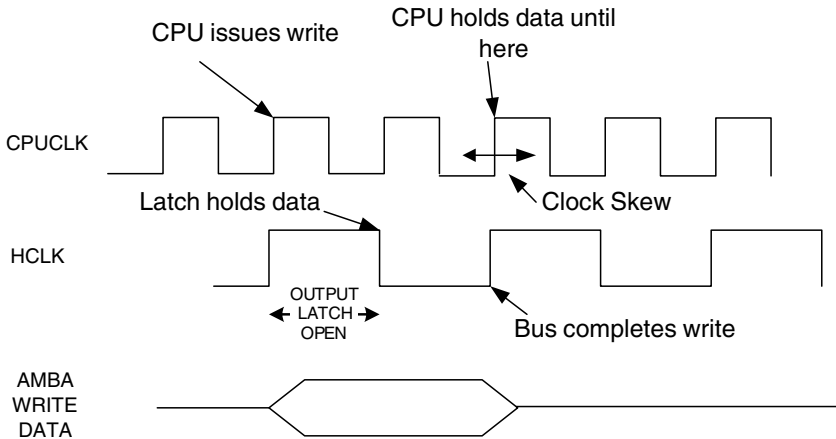 CPU issues write
CPU holds data until
here
CPUCLK
Latch holds data
Clock Skew
HCLK
OUTPUT
LATCH
OPEN
Bus completes write
AMBA
WRITE
DATA